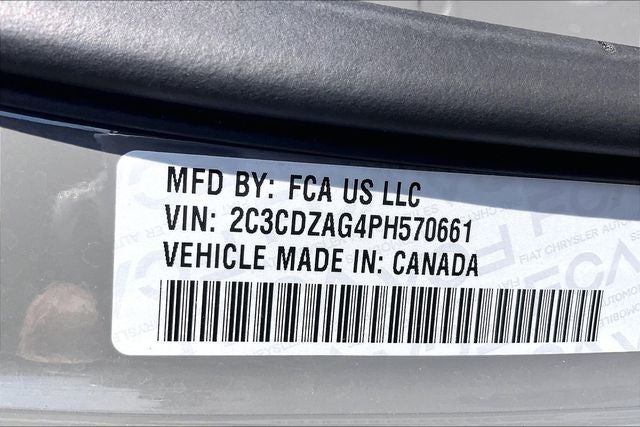 MFD BY: FCA US LLC
VIN: 2C3CDZAG4PH570661
VEHICLE MADE IN: CANADA